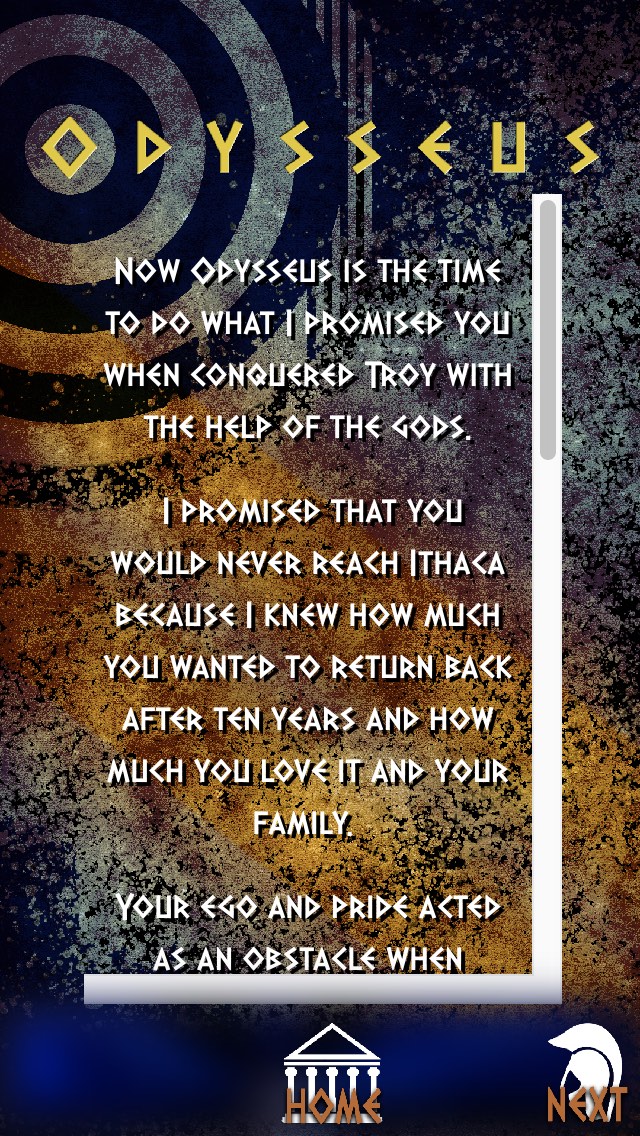 Odysseus
Now Odysseus is the time
to do what I promised you
when conquered Troy with
the help of the gods.
I promised that you
would never reach Ithaca
because I knew how much
you wanted to return back
after ten years and how
much you love it and your
family.
Your ego and pride acted
as an obstacle when
HOME
NEXT